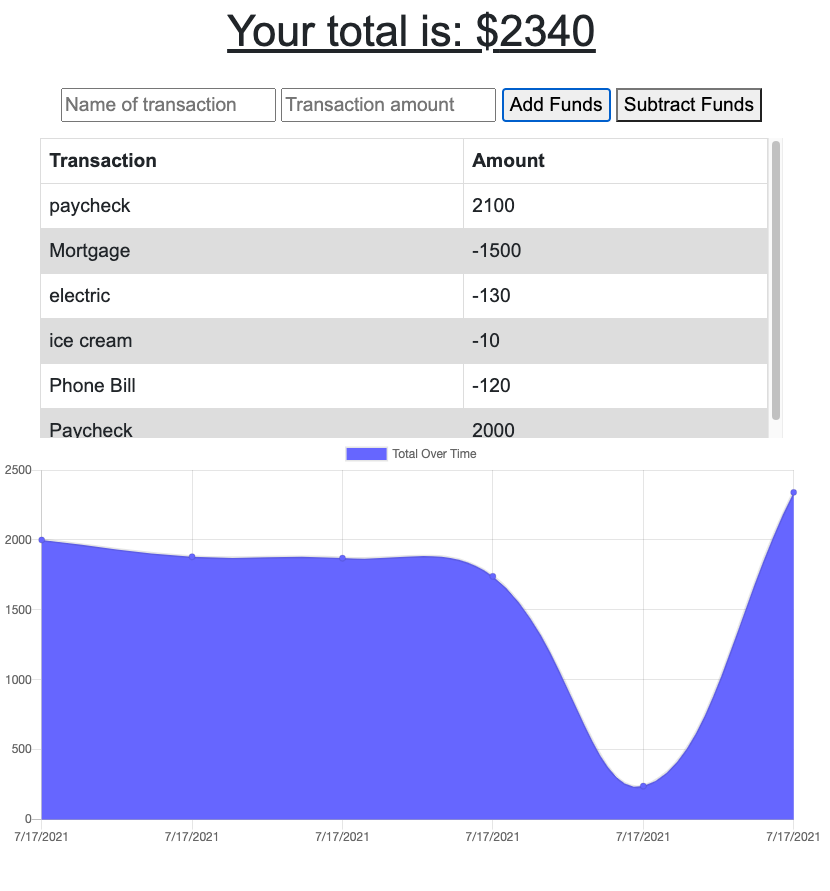 Your total is: $2340
Name of transaction Transaction amount Add Funds Subtract Funds
Transaction Amount
paycheck 2100
Mortgage -1500
electric -130
ice cream -10
Phone Bill -120
Paycheck 2000
Total Over Time
2500
2000
1500
1000
500
0
7/17/2021 7/17/2021 7/17/2021 7/17/2021 7/17/2021 7/17/2021